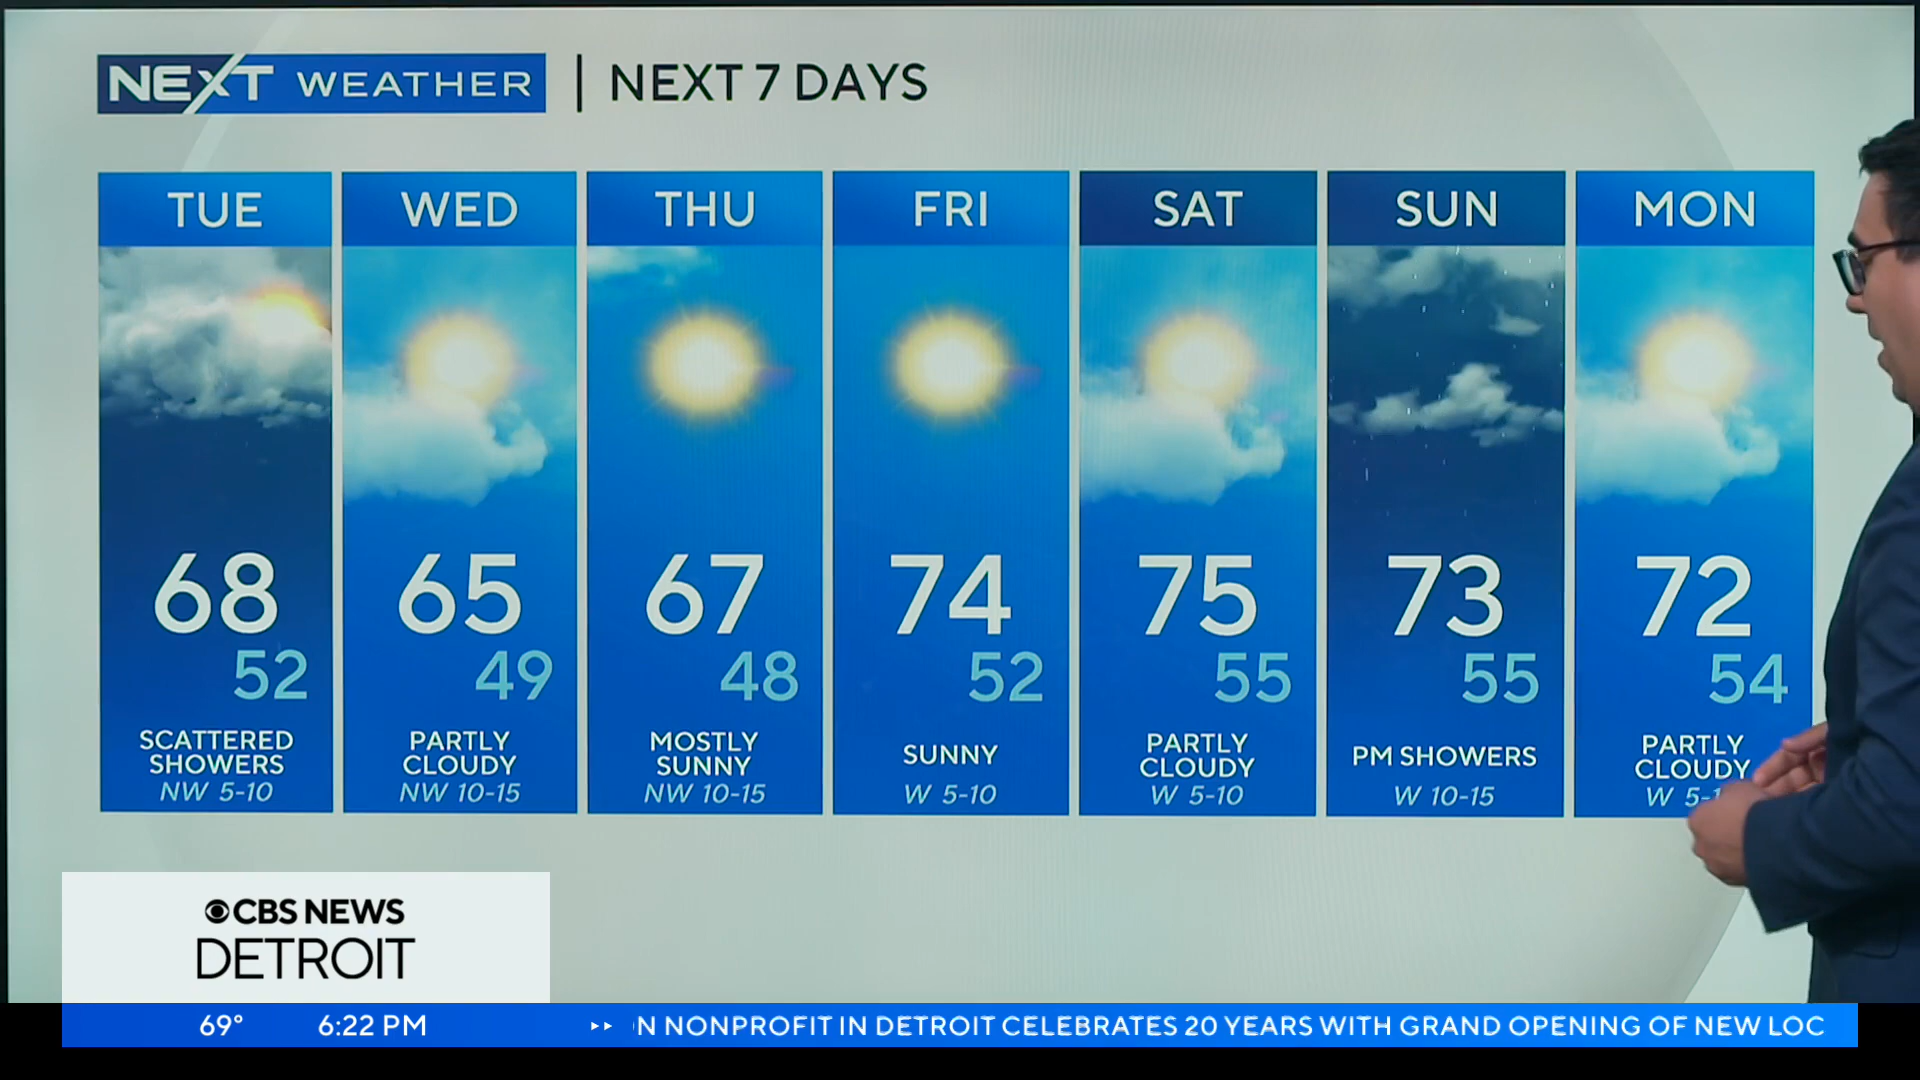 NEXT WEATHER | NEXT 7 DAYS
TUE
68
52
SCATTERED
SHOWERS
NW 5-10
WED
65
49
PARTLY
CLOUDY
NW 10-15
THU
67
48
MOSTLY
SUNNY
NW 10-15
FRI
74
52
SUNNY
W 5-10
SAT
75
55
PARTLY
CLOUDY
W 5-10
SUN
73
55
PM SHOWERS
W 10-15
MON
72
54
PARTLY
CLOUDY
W
CBS NEWS
DETROIT
69° 6:22 PM NONPROFIT IN DETROIT CELEBRATES 20 YEARS WITH GRAND OPENING OF NEW